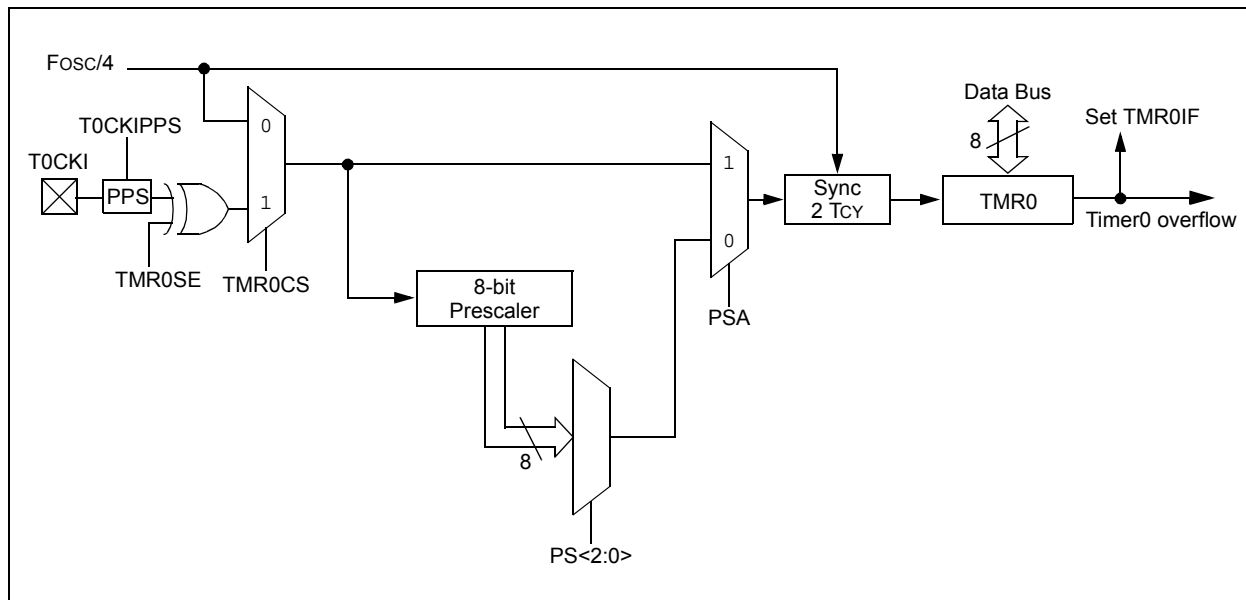 FOSC/4
Data Bus
T0CKIPPS
0
8
Set TMR0IF
T0CKI
1
PPS
Sync
2 TCY
TMR0
1
Timer0 overflow
0
TMR0SE
TMR0CS
8-bit
Prescaler
PSA
8
PS<2:0>